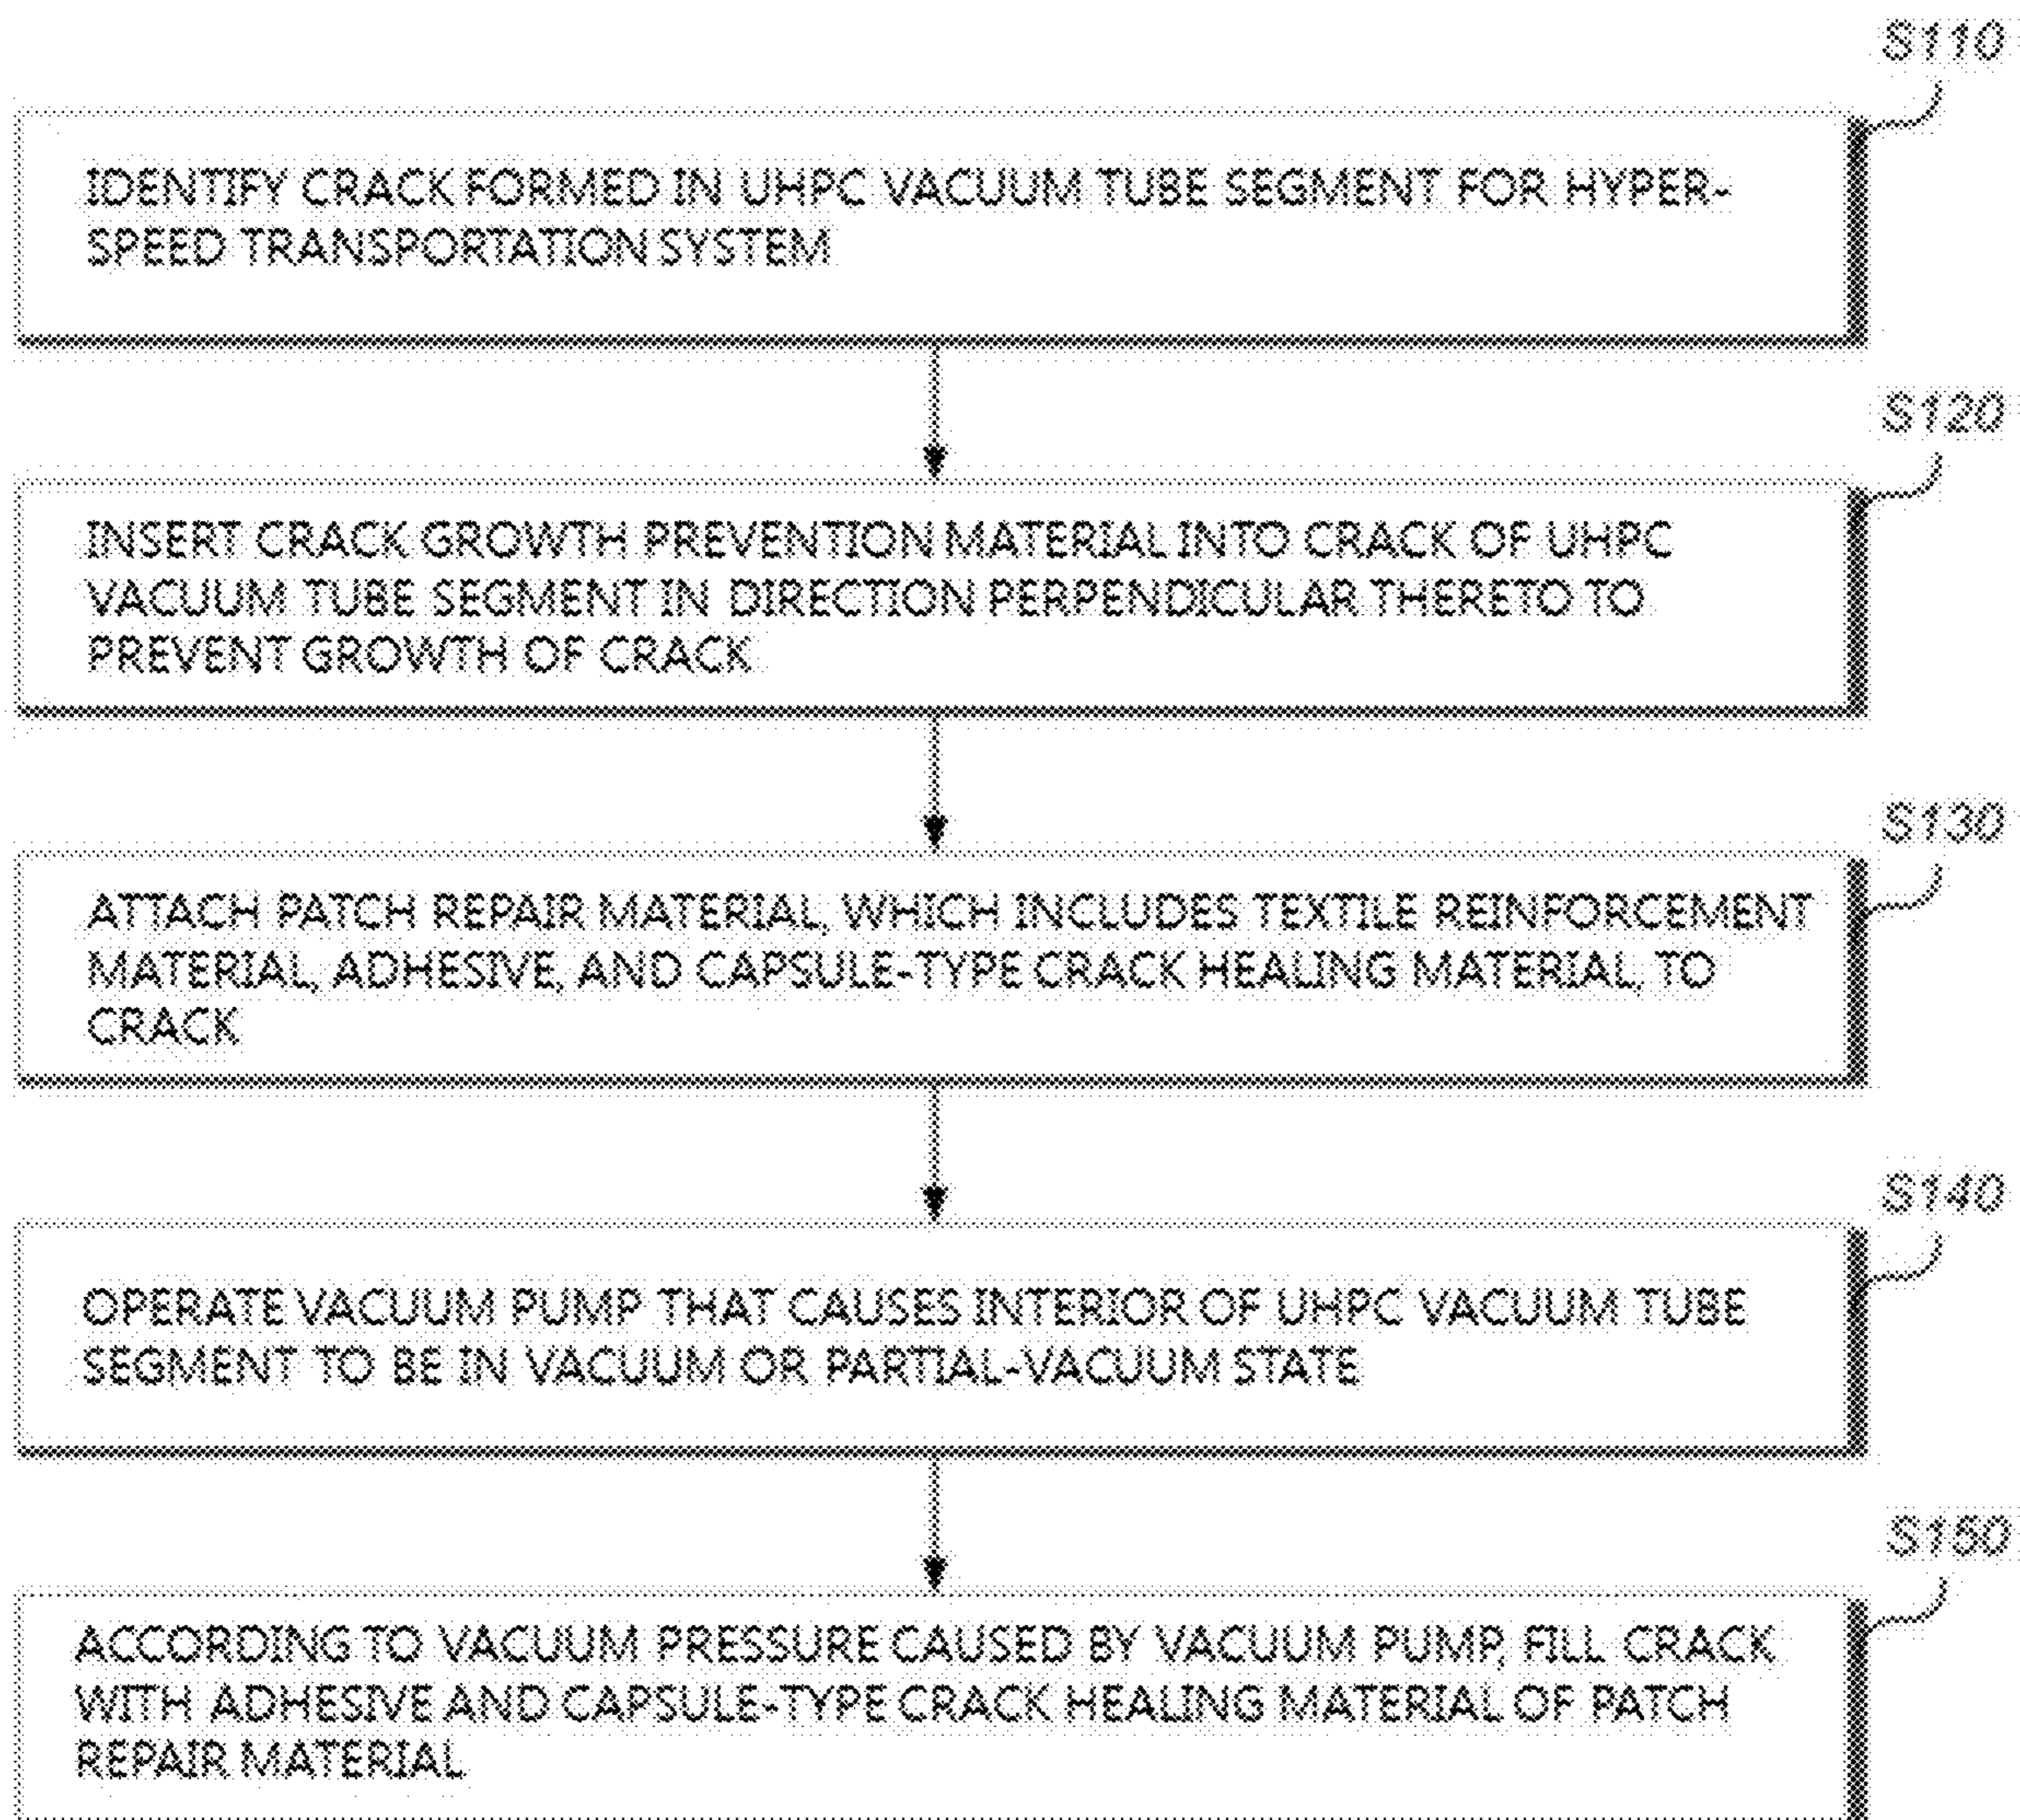 S110
IDENTIFY CRACK FORMED IN UHPC VACUUM TUBE SEGMENT FOR HYPER-
SPEED TRANSPORTATION SYSTEM
S120
INSERT CRACK GROWTH PREVENTION MATERIAL INTO CRACK OF UHPC
VACUUM TUBE SEGMENT IN DIRECTION PERPENDICULAR THERETO TO
PREVENT GROWTH OF CRACK
S130
ATTACH PATCH REPAIR MATERIAL, WHICH INCLUDES TEXTILE REINFORCEMENT
MATERIAL, ADHESIVE, AND CAPSULE-TYPE CRACK HEALING MATERIAL, TO
CRACK
S140
OPERATE VACUUM PUMP THAT CAUSES INTERIOR OF UHPC VACUUM TUBE
SEGMENT TO BE IN VACUUM OR PARTIAL-VACUUM STATE
S150
ACCORDING TO VACUUM PRESSURE CAUSED BY VACUUM PUMP, FILL CRACK
WITH ADHESIVE AND CAPSULE-TYPE CRACK HEALING MATERIAL OF PATCH
REPAIR MATERIAL